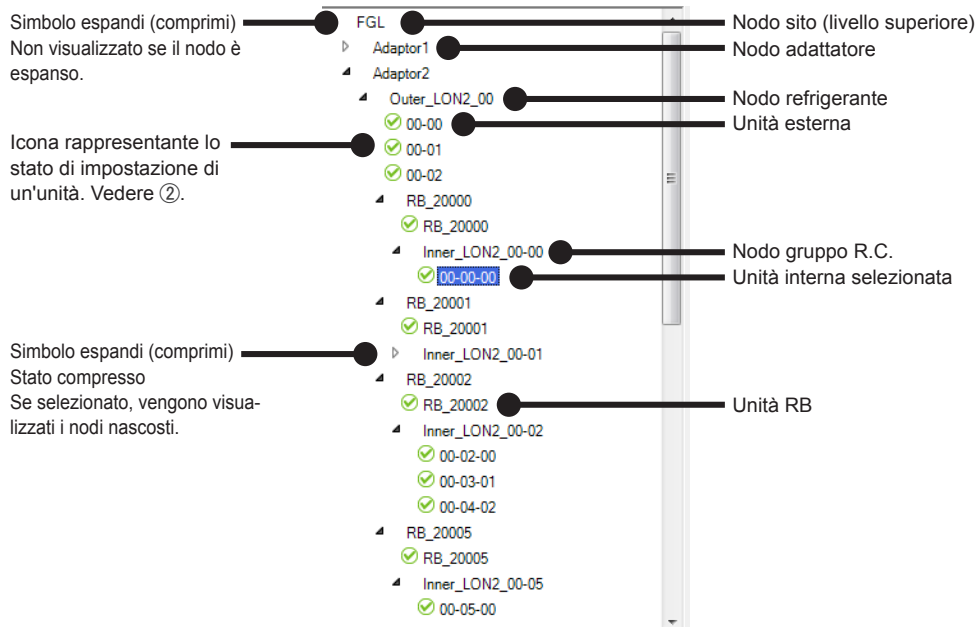 Simbolo espandi (comprimi)
Non visualizzato se il nodo è
espanso.
Icona rappresentante lo
stato di impostazione di
un'unità. Vedere ②.
Simbolo espandi (comprimi)
Stato compresso
Se selezionato, vengono visua-
lizzati i nodi nascosti.
FGL
Adaptor1
Adaptor2
Outer_LON2_00
00-00
00-01
00-02
RB_20000
RB_20000
Inner_LON2_00-00
00-00-00
RB_20001
RB_20001
Inner_LON2_00-01
RB_20002
RB_20002
Inner_LON2_00-02
00-02-00
00-03-01
00-04-02
RB_20005
RB_20005
Inner_LON2_00-05
00-05-00
Nodo sito (livello superiore)
Nodo adattatore
Nodo refrigerante
Unità esterna
Nodo gruppo R.C.
Unità interna selezionata
Unità RB